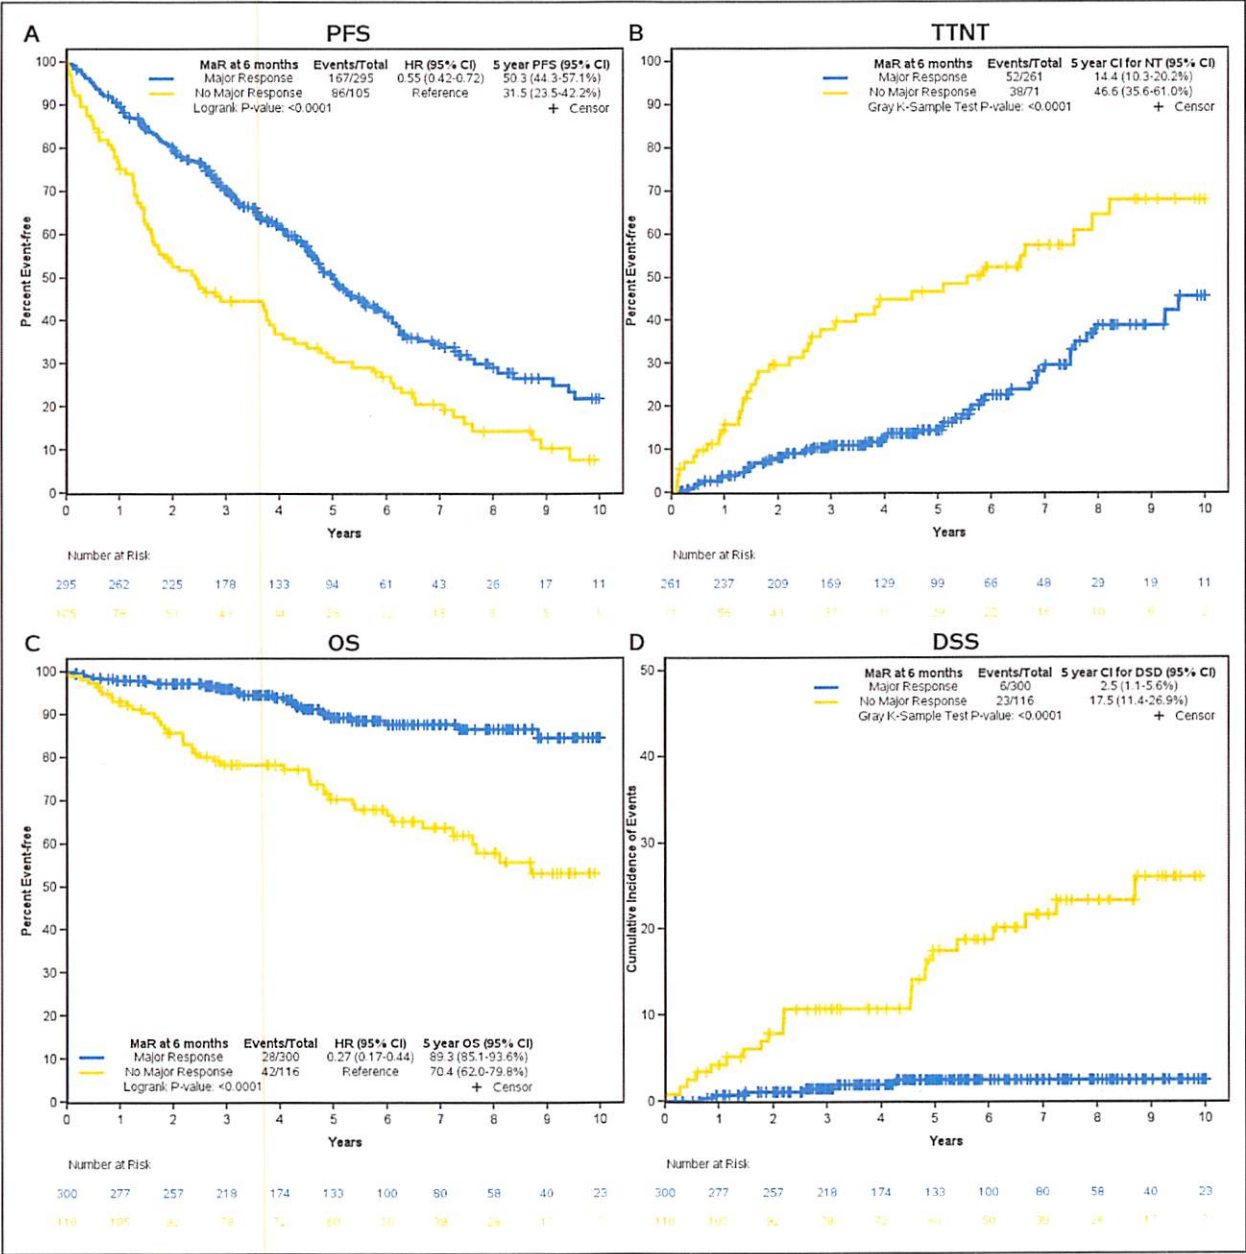 A
PFS
MaR at 6 months Events/Total HR (95% CI) 5 year PFS (95% CI)
Major Response 167/295 0.55 (0.42-0.72) 50.3 (44.3-57.1%)
No Major Response 86/105 Reference 31.5 (23.5-42.2%)
Logrank P-value: <0.0001 + Censor
100
90
80
70
60
50
40
30
20
10
0
Percent Event-free
0 1 2 3 4 5 6 7 8 9 10
Years
Number at Risk
295 262 225 178 133 94 61 43 26 17 11
B
TTNT
MaR at 6 months Events/Total 5 year CI for NT (95% CI)
Major Response 52/261 14.4 (10.3-20.2%)
No Major Response 38/71 46.6 (35.6-61.0%)
Gray K-Sample Test P-value: <0.0001 + Censor
100
90
80
70
60
50
40
30
20
10
0
Percent Event-free
0 1 2 3 4 5 6 7 8 9 10
Years
Number at Risk
261 237 209 169 129 99 66 48 29 19 11
C
OS
100
90
80
70
60
50
40
30
20
10
0
Percent Event-free
MaR at 6 months Events/Total HR (95% CI) 5 year OS (95% CI)
Major Response 28/300 0.27 (0.17-0.44) 89.3 (85.1-93.6%)
No Major Response 42/116 Reference 70.4 (62.0-79.8%)
Logrank P-value: <0.0001 + Censor
0 1 2 3 4 5 6 7 8 9 10
Years
Number at Risk
300 277 257 218 174 133 100 80 58 40 23
D
DSS
MaR at 6 months Events/Total 5 year CI for DSD (95% CI)
Major Response 6/300 2.5 (1.1-5.6%)
No Major Response 23/116 17.5 (11.4-26.9%)
Gray K-Sample Test P-value: <0.0001 + Censor
50
40
30
20
10
0
Cumulative Incidence of Events
0 1 2 3 4 5 6 7 8 9 10
Years
Number at Risk
300 277 257 218 174 133 100 80 58 40 23